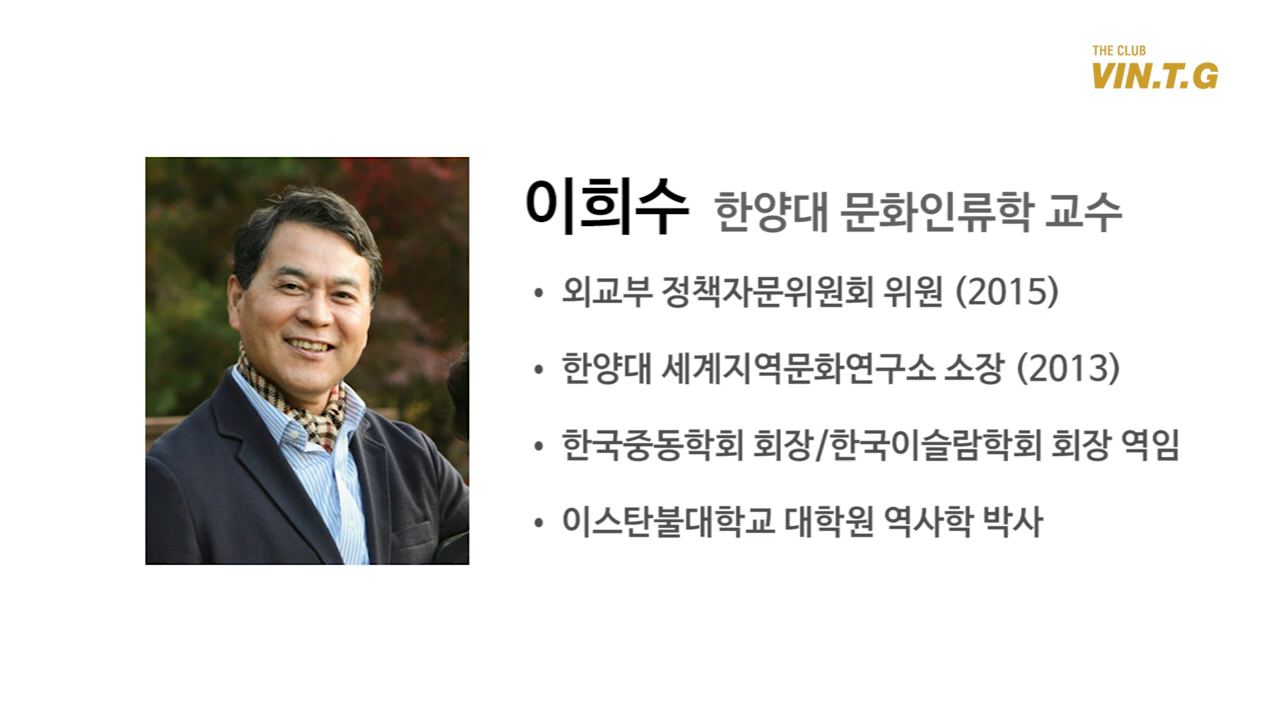 THE CLUB
VIN.T.G
이희수 한양대 문화인류학 교수
• 외교부 정책자문위원회 위원 (2015)
• 한양대 세계지역문화연구소 소장 (2013)
• 한국중동학회 회장/한국이슬람학회 회장 역임
• 이스탄불대학교 대학원 역사학 박사